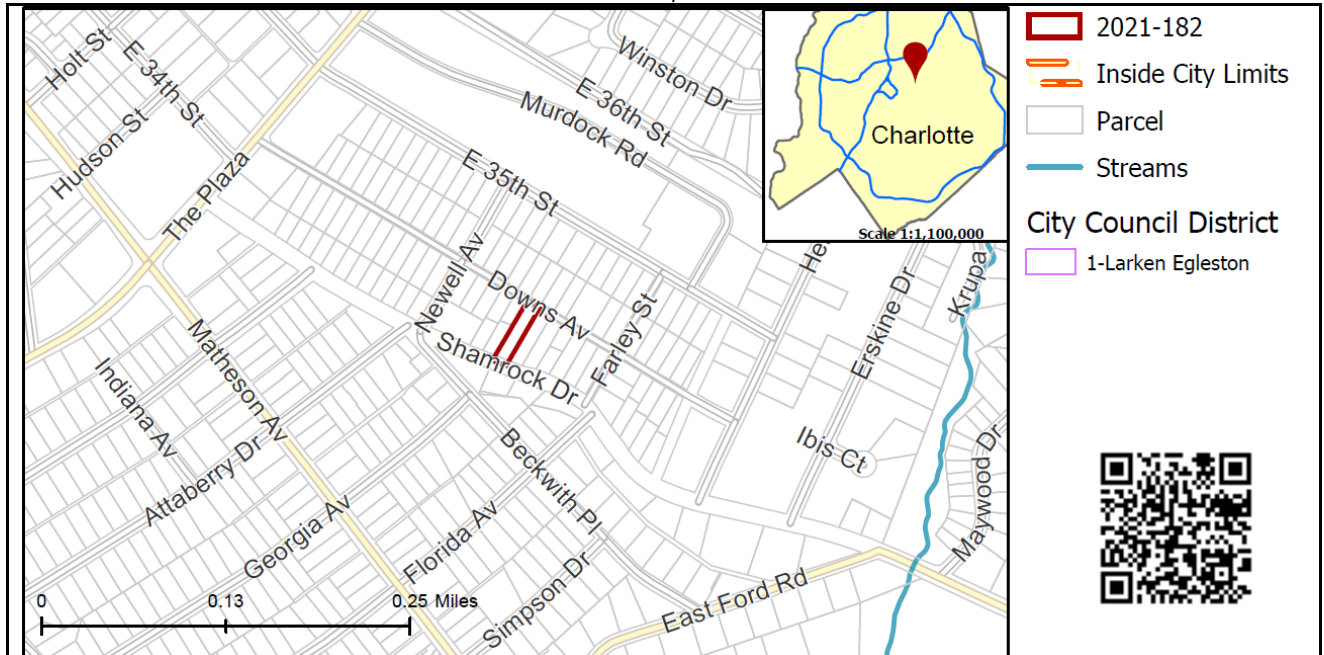 Holt St
E 34th St
Hudson St
The Plaza
Winston Dr
E 36th St
Murdock Rd
E 35th St
Newell Av
Downs Av
Farley St
Shamrock Dr
Matheson Av
Indiana Av
Attaberry Dr
Georgia Av
Florida Av
Beckwith Pl
Simpson Dr
East Ford Rd
Ibis Ct
Erskine Dr
He
Krupa
Maywood Dr
0
0.13
0.25 Miles
Charlotte
Scale 1:1,100,000
2021-182
Inside City Limits
Parcel
Streams
City Council District
1-Larken Egleston